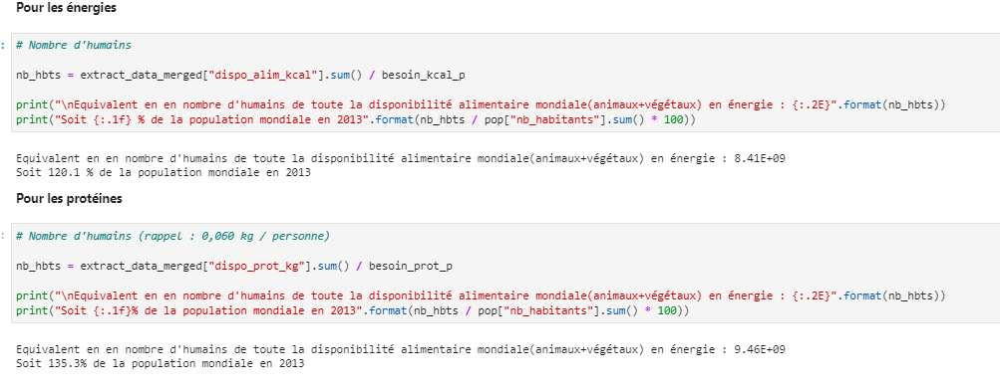 Pour les énergies
: # Nombre d'humains
nb_hbts = extract_data_merged["dispo_alim_kcal"].sum() / besoin_kcal_p
print("\nEquivalent en en nombre d'humains de toute la disponibilité alimentaire mondiale(animaux+végétaux) en énergie : {:.2E}".format(nb_hbts))
print("Soit {:.1f} % de la population mondiale en 2013".format(nb_hbts / pop["nb_habitants"].sum() * 100))
Equivalent en en nombre d'humains de toute la disponibilité alimentaire mondiale(animaux+végétaux) en énergie : 8.41E+09
Soit 120.1 % de la population mondiale en 2013
Pour les protéines
: # Nombre d'humains (rappel : 0,060 kg / personne)
nb_hbts = extract_data_merged["dispo_prot_kg"].sum() / besoin_prot_p
print("\nEquivalent en en nombre d'humains de toute la disponibilité alimentaire mondiale(animaux+végétaux) en énergie : {:.2E}".format(nb_hbts))
print("Soit {:.1f}% de la population mondiale en 2013".format(nb_hbts / pop["nb_habitants"].sum() * 100))
Equivalent en en nombre d'humains de toute la disponibilité alimentaire mondiale(animaux+végétaux) en énergie : 9.46E+09
Soit 135.3% de la population mondiale en 2013